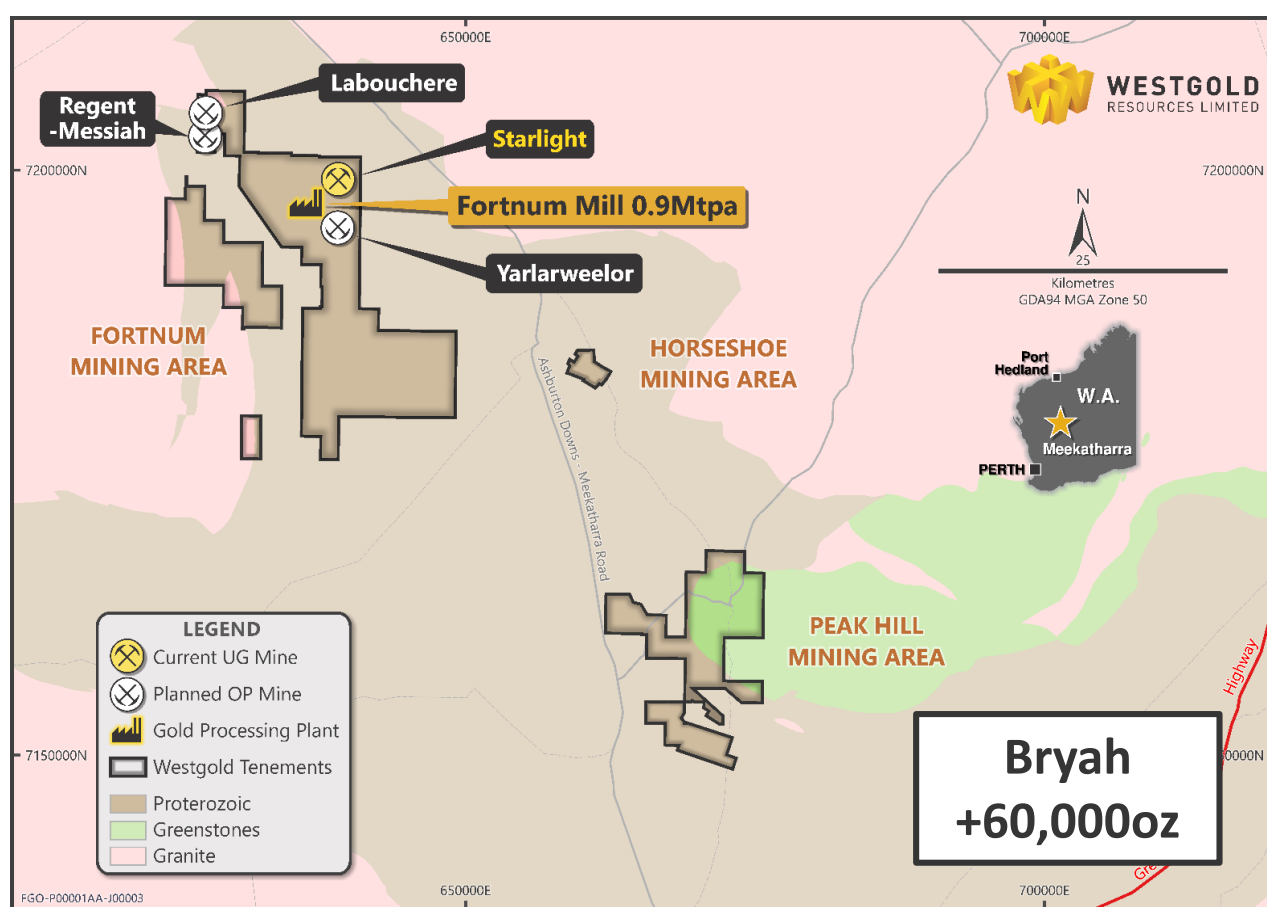 650000E
700000E
WESTGOLD
RESOURCES LIMITED
Labouchere
Regent
-Messiah
Starlight
7200000N
7200000N
Fortnum Mill 0.9Mtpa
N
25
Kilometres
GDA94 MGA Zone 50
Yarlarweelor
FORTNUM
MINING AREA
HORSESHOE
MINING AREA
Ashburton Downs - Meekatharra Road
Port
Hedland
W.A.
Meekatharra
PERTH
PEAK HILL
MINING AREA
LEGEND
Current UG Mine
Planned OP Mine
Gold Processing Plant
Westgold Tenements
Proterozoic
Greenstones
Granite
Highway
7150000N
0000N
Bryah
+60,000oz
Gre
650000E
700000E
FGO-P00001AA-J00003